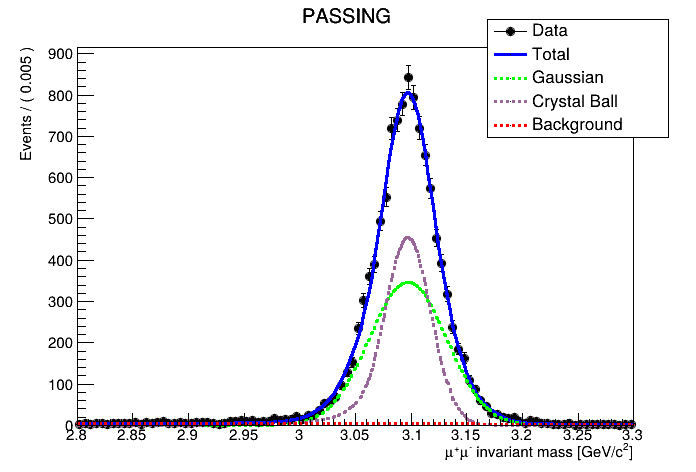 PASSING
Data
Total
Gaussian
Crystal Ball
Background
Events / ( 0.005 )
900
800
700
600
500
400
300
200
100
0
2.8 2.85 2.9 2.95 3 3.05 3.1 3.15 3.2 3.25 3.3
μ⁺μ⁻ invariant mass [GeV/c²]